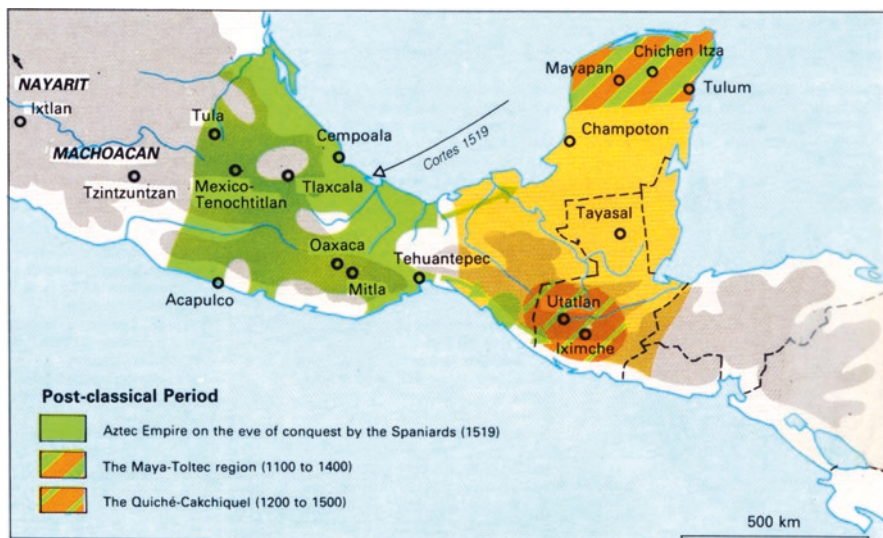 NAYARIT
Ixtlan
MACHOACAN
Tzintzuntzan
Tula
Mexico-
Tenochtitlan
Tlaxcala
Cempoala
Cortes 1519
Oaxaca
Mitla
Tehuantepec
Acapulco
Mayapan
Chichen Itza
Tulum
Champoton
Tayasal
Utatlan
Iximche
Post-classical Period
Aztec Empire on the eve of conquest by the Spaniards (1519)
The Maya-Toltec region (1100 to 1400)
The Quiché-Cakchiquel (1200 to 1500)
500 km